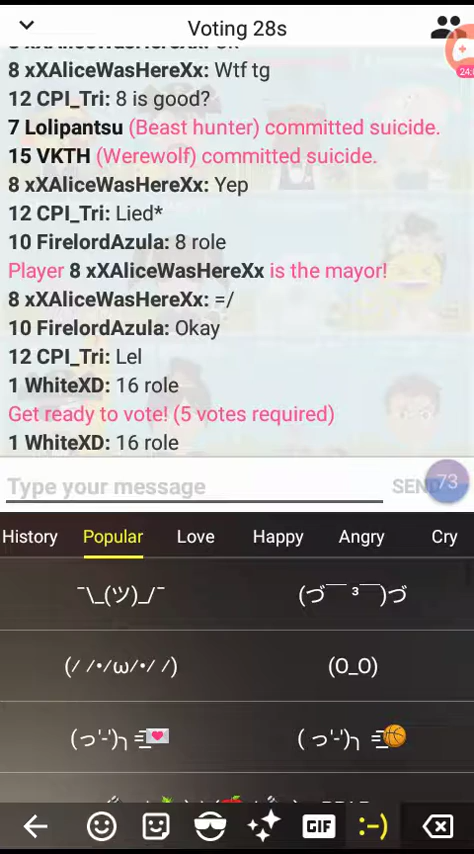 Voting 28s
24:
8 xXAliceWasHereXx: Wtf tg
12 CPI_Tri: 8 is good?
7 Lolipantsu (Beast hunter) committed suicide.
15 VKTH (Werewolf) committed suicide.
8 xXAliceWasHereXx: Yep
12 CPI_Tri: Lied*
10 FirelordAzula: 8 role
Player 8 xXAliceWasHereXx is the mayor!
8 xXAliceWasHereXx: =/
10 FirelordAzula: Okay
12 CPI_Tri: Lel
1 WhiteXD: 16 role
Get ready to vote! (5 votes required)
1 WhiteXD: 16 role
Type your message SEND 73
History Popular Love Happy Angry Cry
¯\_(ツ)_/¯ (づ￣ ³￣)づ
(/ /•/ω/•/ /) (O_O)
(っ'-')╮ =͟͟͞͞💌 ( っ'-')╮ =͟͟͞͞🏀
GIF :-)